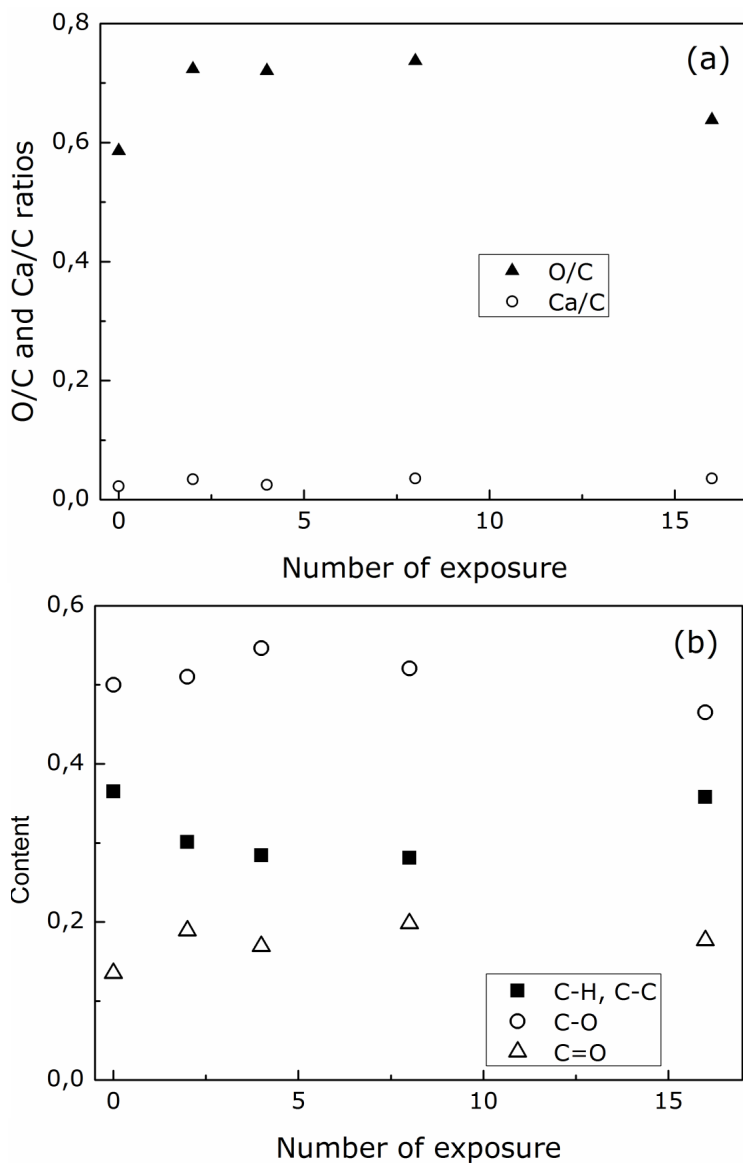 (a)
O/C and Ca/C ratios
0,8
0,6
0,4
0,2
0,0
O/C
Ca/C
0 5 10 15
Number of exposure
(b)
Content
0,6
0,4
0,2
0,0
C-H, C-C
C-O
C=O
0 5 10 15
Number of exposure